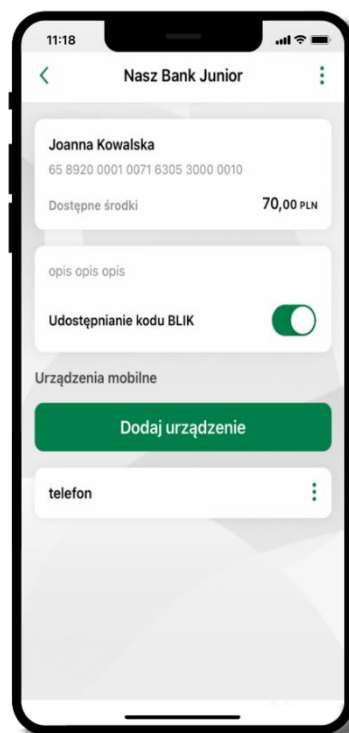 11:18
Nasz Bank Junior
Joanna Kowalska
65 8920 0001 0071 6305 3000 0010
Dostępne środki 70,00 PLN
opis opis opis
Udostępnianie kodu BLIK
Urządzenia mobilne
Dodaj urządzenie
telefon